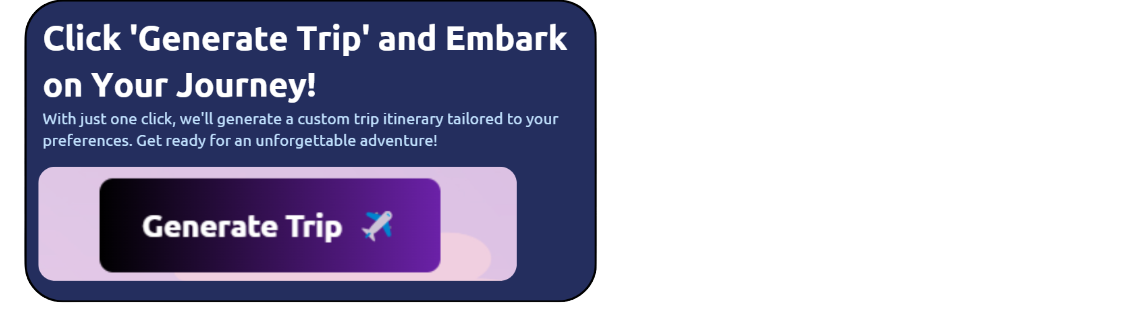 Click 'Generate Trip' and Embark
on Your Journey!
With just one click, we'll generate a custom trip itinerary tailored to your
preferences. Get ready for an unforgettable adventure!
Generate Trip ✈️